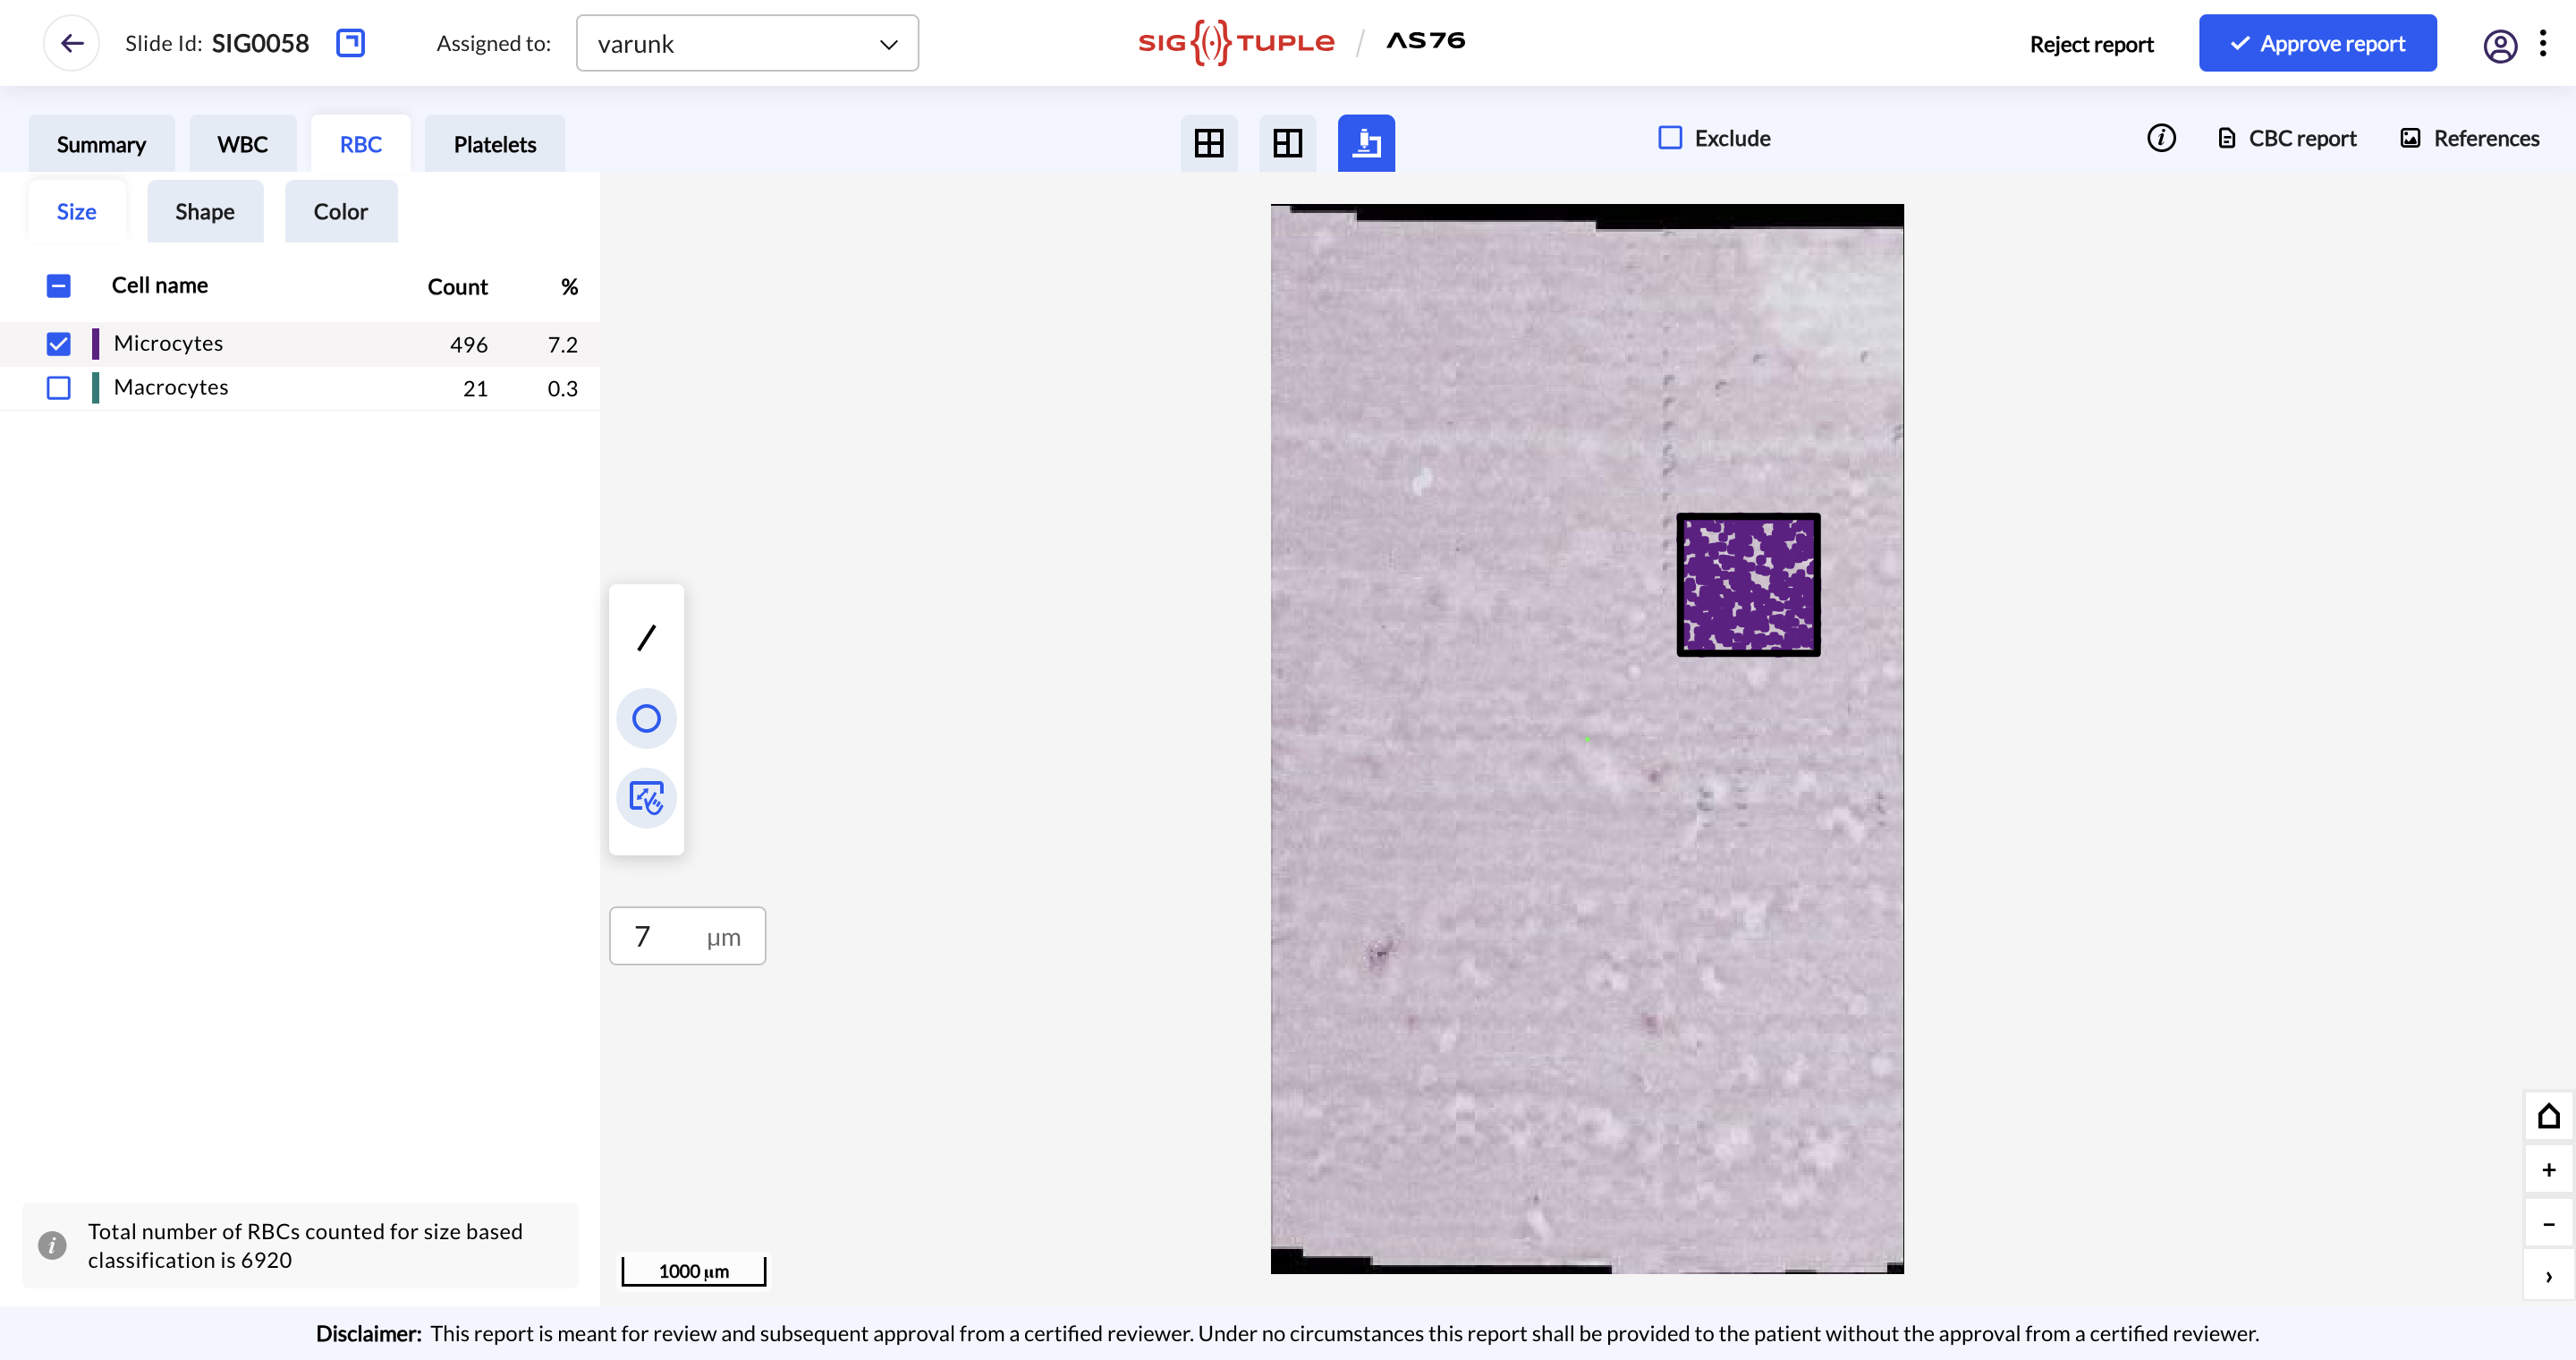 Slide Id: SIG0058
Assigned to:
varunk
SIG TUPLE / AS76
Reject report
Approve report
Summary
WBC
RBC
Platelets
Exclude
CBC report
References
Size
Shape
Color
Cell name Count %
Microcytes 496 7.2
Macrocytes 21 0.3
7 µm
Total number of RBCs counted for size based
classification is 6920
1000 µm
Disclaimer: This report is meant for review and subsequent approval from a certified reviewer. Under no circumstances this report shall be provided to the patient without the approval from a certified reviewer.